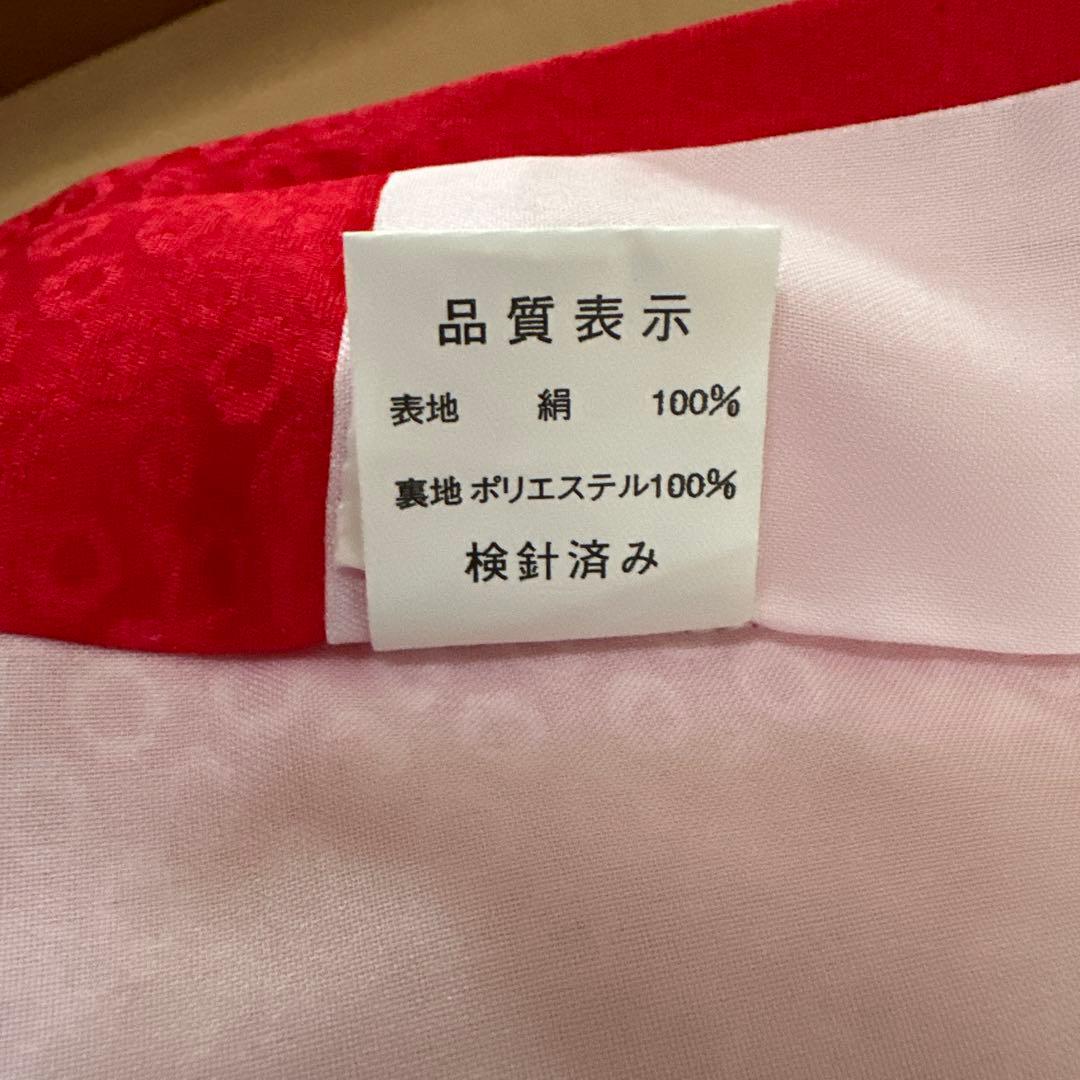 品質表示
表地 絹 100%
裏地 ポリエステル100%
検針済み